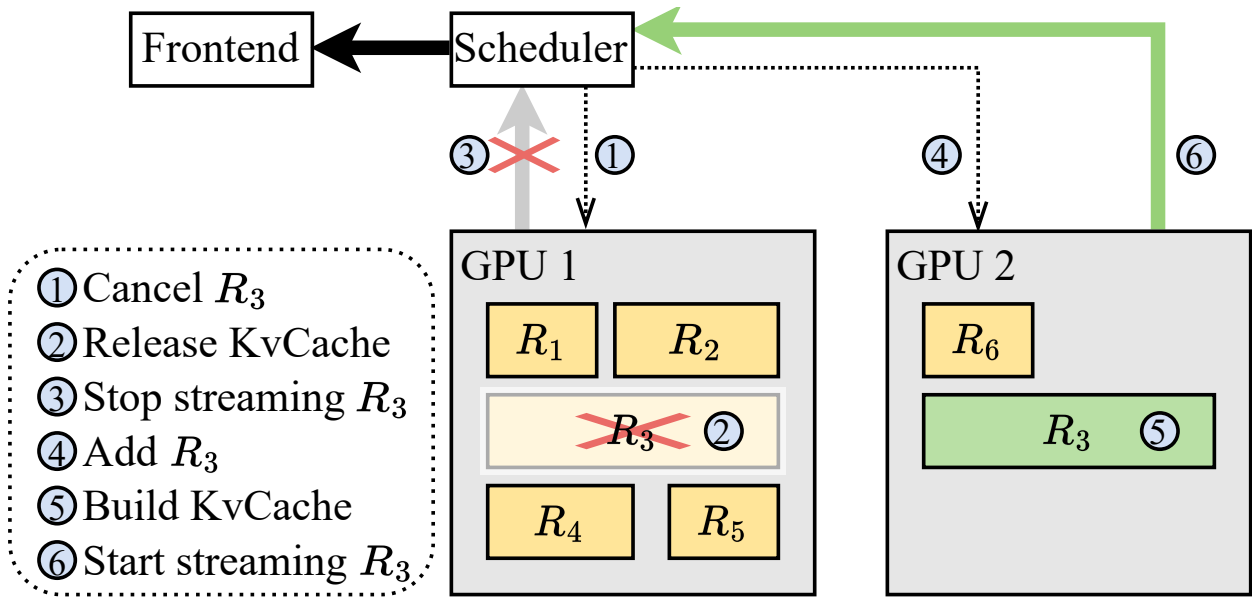 Frontend
Scheduler
3
1
4
6
GPU 1
GPU 2
R1
R2
R6
R3
2
R3
5
R4
R5
1 Cancel R3
2 Release KvCache
3 Stop streaming R3
4 Add R3
5 Build KvCache
6 Start streaming R3